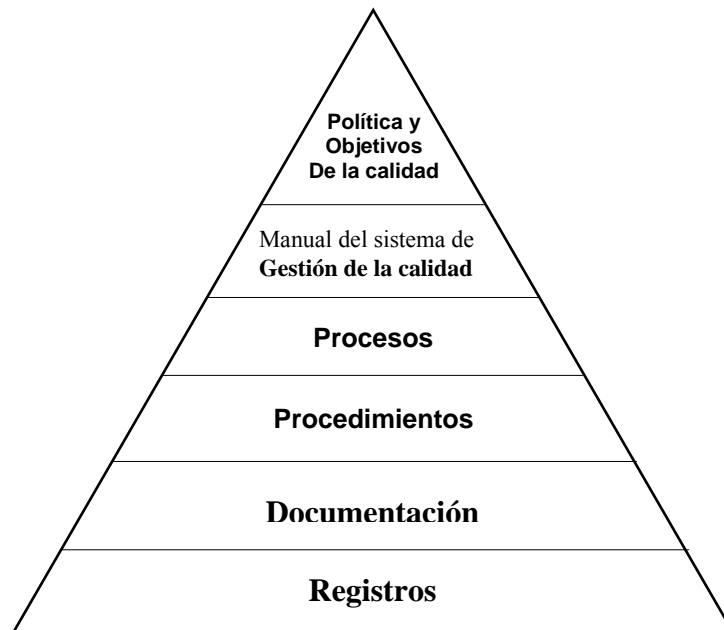 Política y
Objetivos
De la calidad
Manual del sistema de
Gestión de la calidad
Procesos
Procedimientos
Documentación
Registros